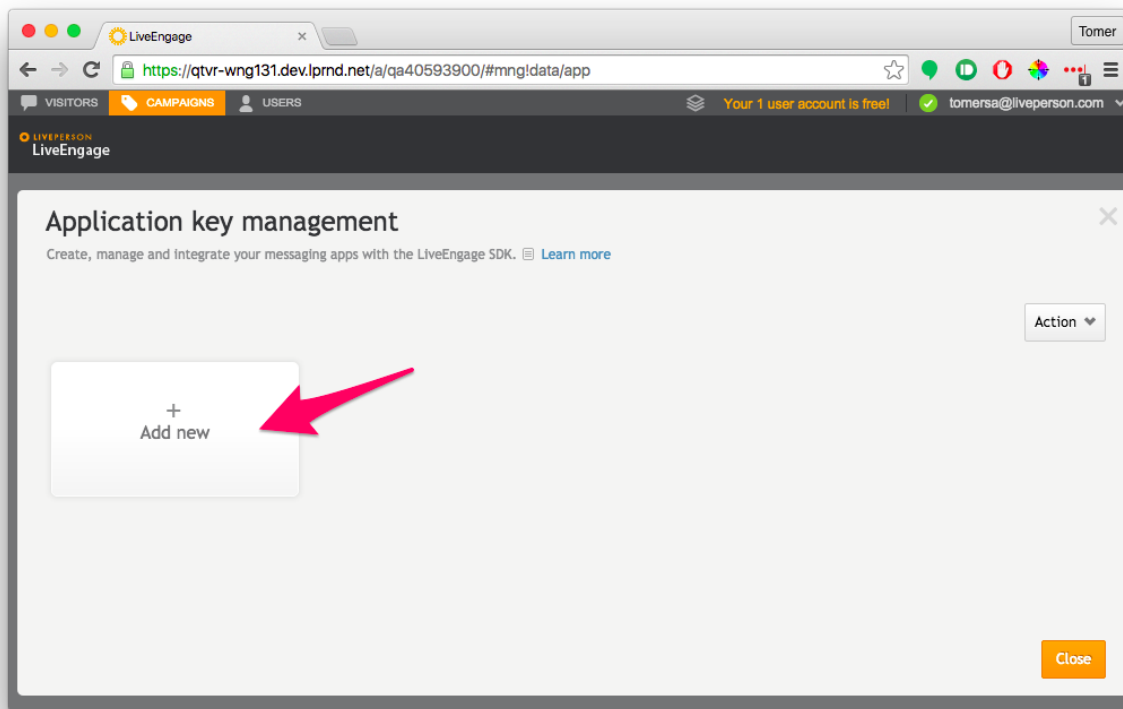 LiveEngage
Tomer
https://qtvr-wng131.dev.lprnd.net/a/qa40593900/#mng!data/app
1
VISITORS CAMPAIGNS USERS Your 1 user account is free! tomersa@liveperson.com
LIVEPERSON
LiveEngage
Application key management
Create, manage and integrate your messaging apps with the LiveEngage SDK. Learn more
Action
+
Add new
Close